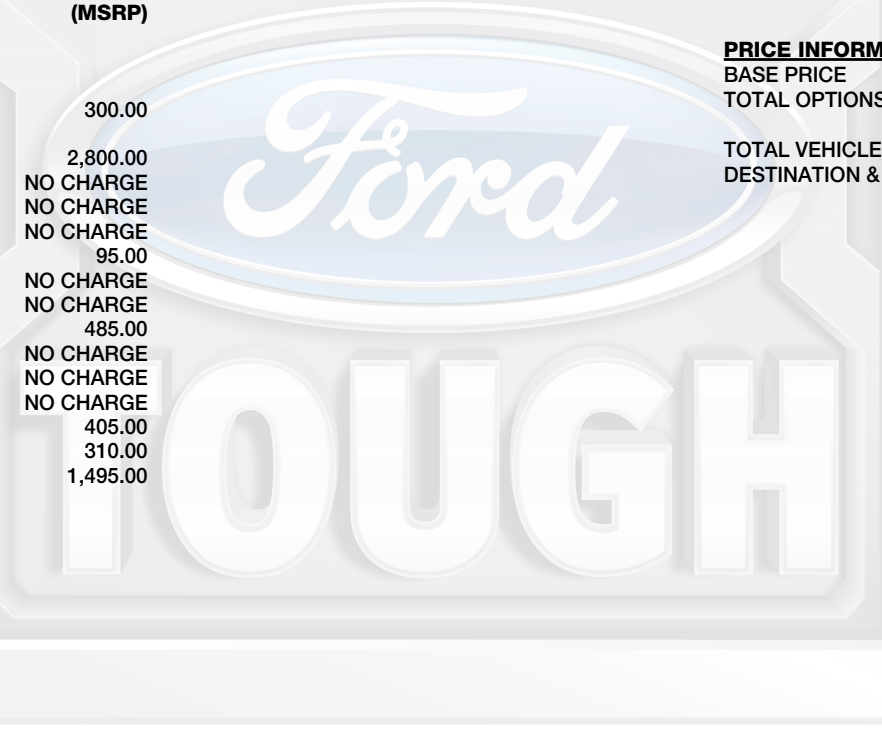 (MSRP)
300.00
2,800.00
NO CHARGE
NO CHARGE
NO CHARGE
95.00
NO CHARGE
NO CHARGE
485.00
NO CHARGE
NO CHARGE
NO CHARGE
405.00
310.00
1,495.00
PRICE INFORM
BASE PRICE
TOTAL OPTIONS
TOTAL VEHICLE
DESTINATION &
Ford
TOUGH